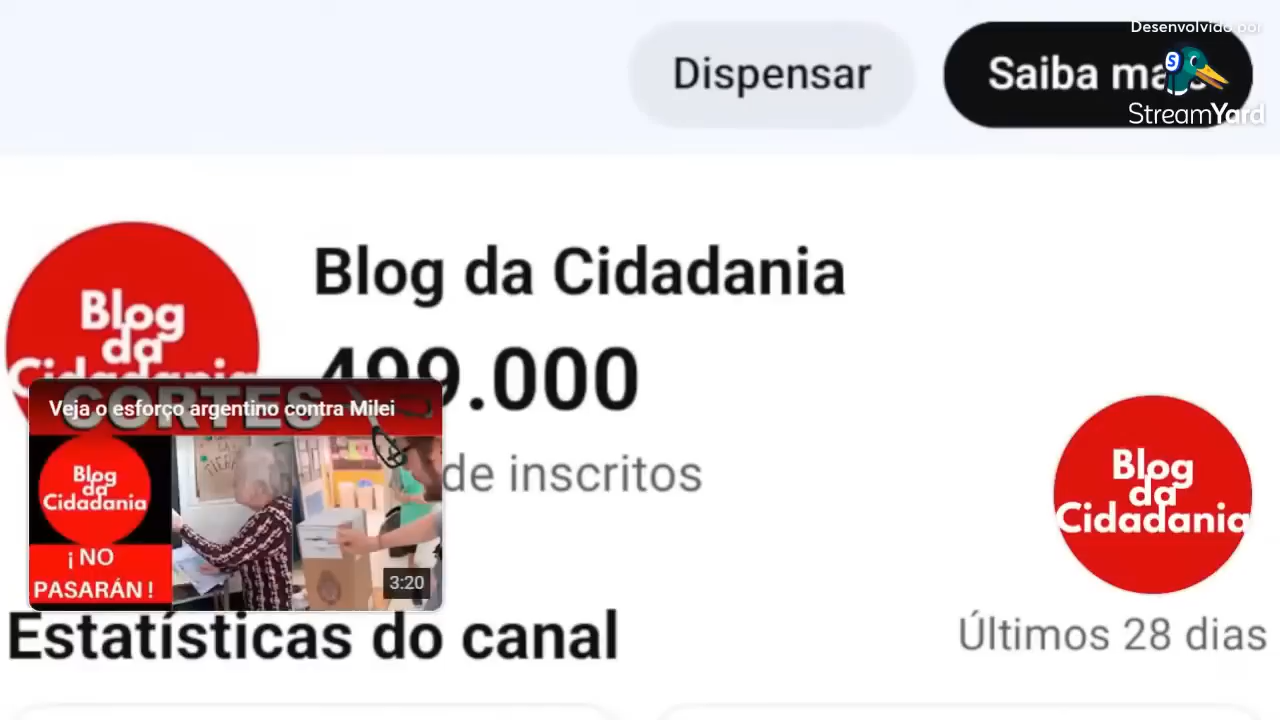 Desenvolvido por
Dispensar
Saiba mais
StreamYard
Blog da Cidadania
Blog
da
Cidadania
499.000
de inscritos
CORTES
Veja o esforço argentino contra Milei
Blog
da
Cidadania
¡ NO
PASARÁN !
3:20
Blog
da
Cidadania
Estatísticas do canal
Últimos 28 dias